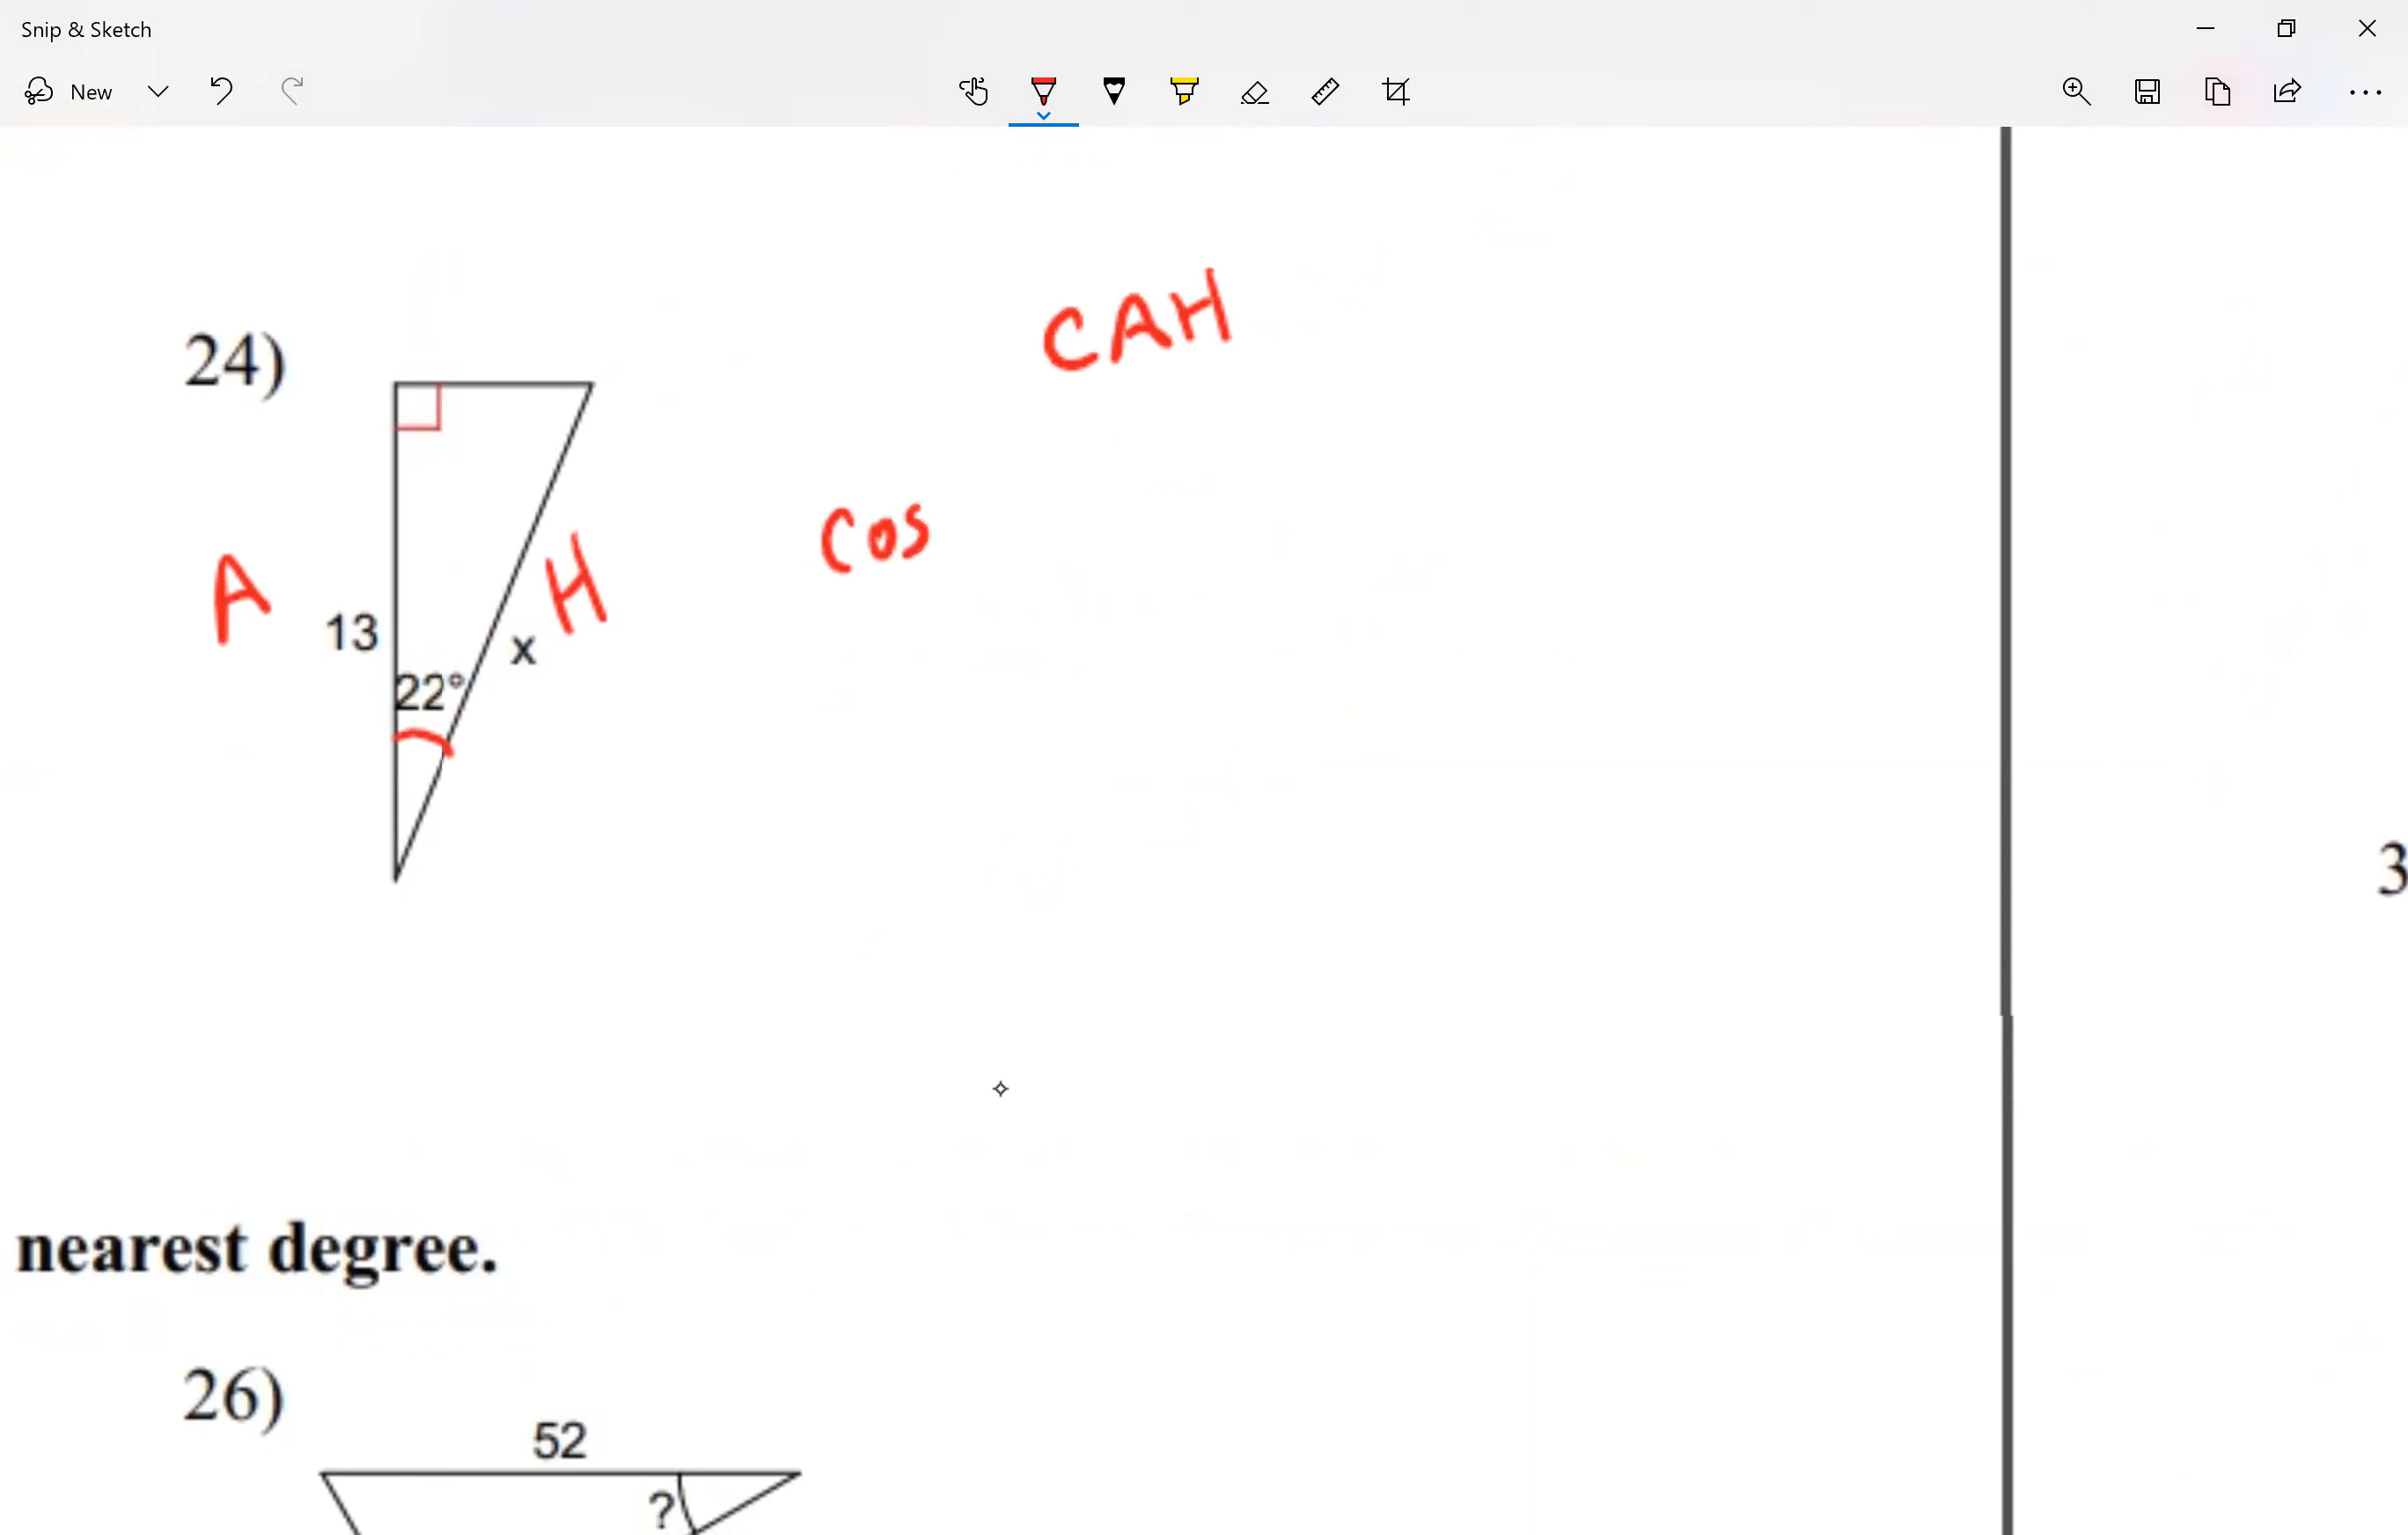 Snip & Sketch
New
CAH
24)
cos
A
H
13
x
22°
3
nearest degree.
26)
52
?